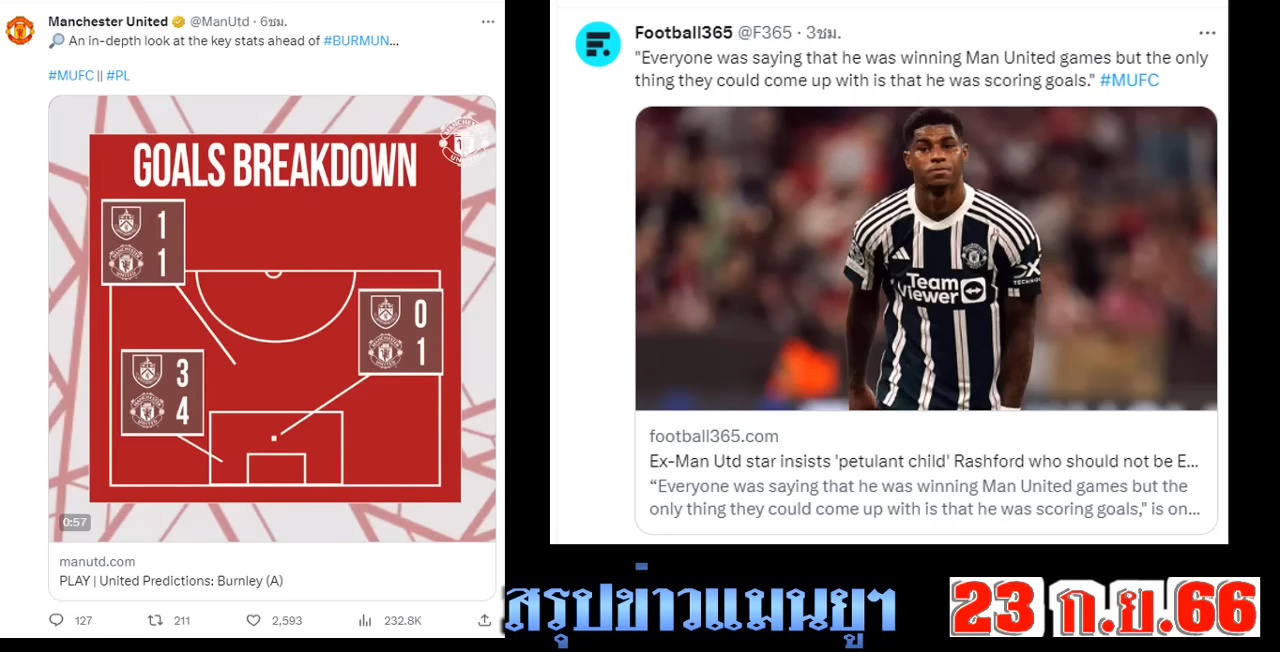 Manchester United @ManUtd · 6ชม.
An in-depth look at the key stats ahead of #BURMUN...
#MUFC || #PL
GOALS BREAKDOWN
1
1
0
1
3
4
0:57
manutd.com
PLAY | United Predictions: Burnley (A)
127 211 2,593 232.8K
Football365 @F365 · 3ชม.
"Everyone was saying that he was winning Man United games but the only
thing they could come up with is that he was scoring goals." #MUFC
TeamViewer
football365.com
Ex-Man Utd star insists 'petulant child' Rashford who should not be E...
“Everyone was saying that he was winning Man United games but the
only thing they could come up with is that he was scoring goals," is on...
สรุปข่าวแมนยูฯ 23 ก.ย.66